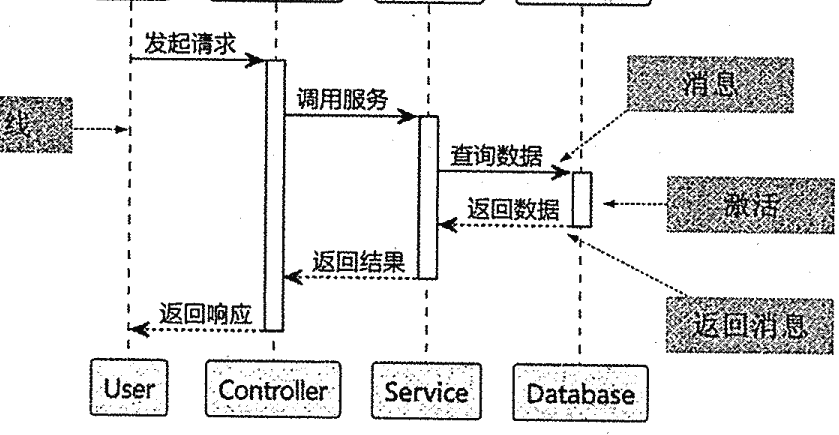 发起请求
调用服务
消息
线
查询数据
激活
返回数据
返回结果
返回响应
返回消息
User
Controller
Service
Database